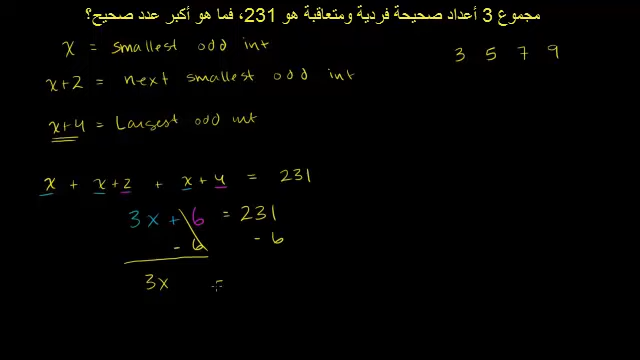 مجموع 3 أعداد صحيحة فردية ومتعاقبة هو 231، فما هو أكبر عدد صحيح؟
x = smallest odd int
3 5 7 9
x+2 = next smallest odd int
x+4 = Largest odd int
x + x+2 + x+4 = 231
3x + 6 = 231
- 6 - 6
3x =